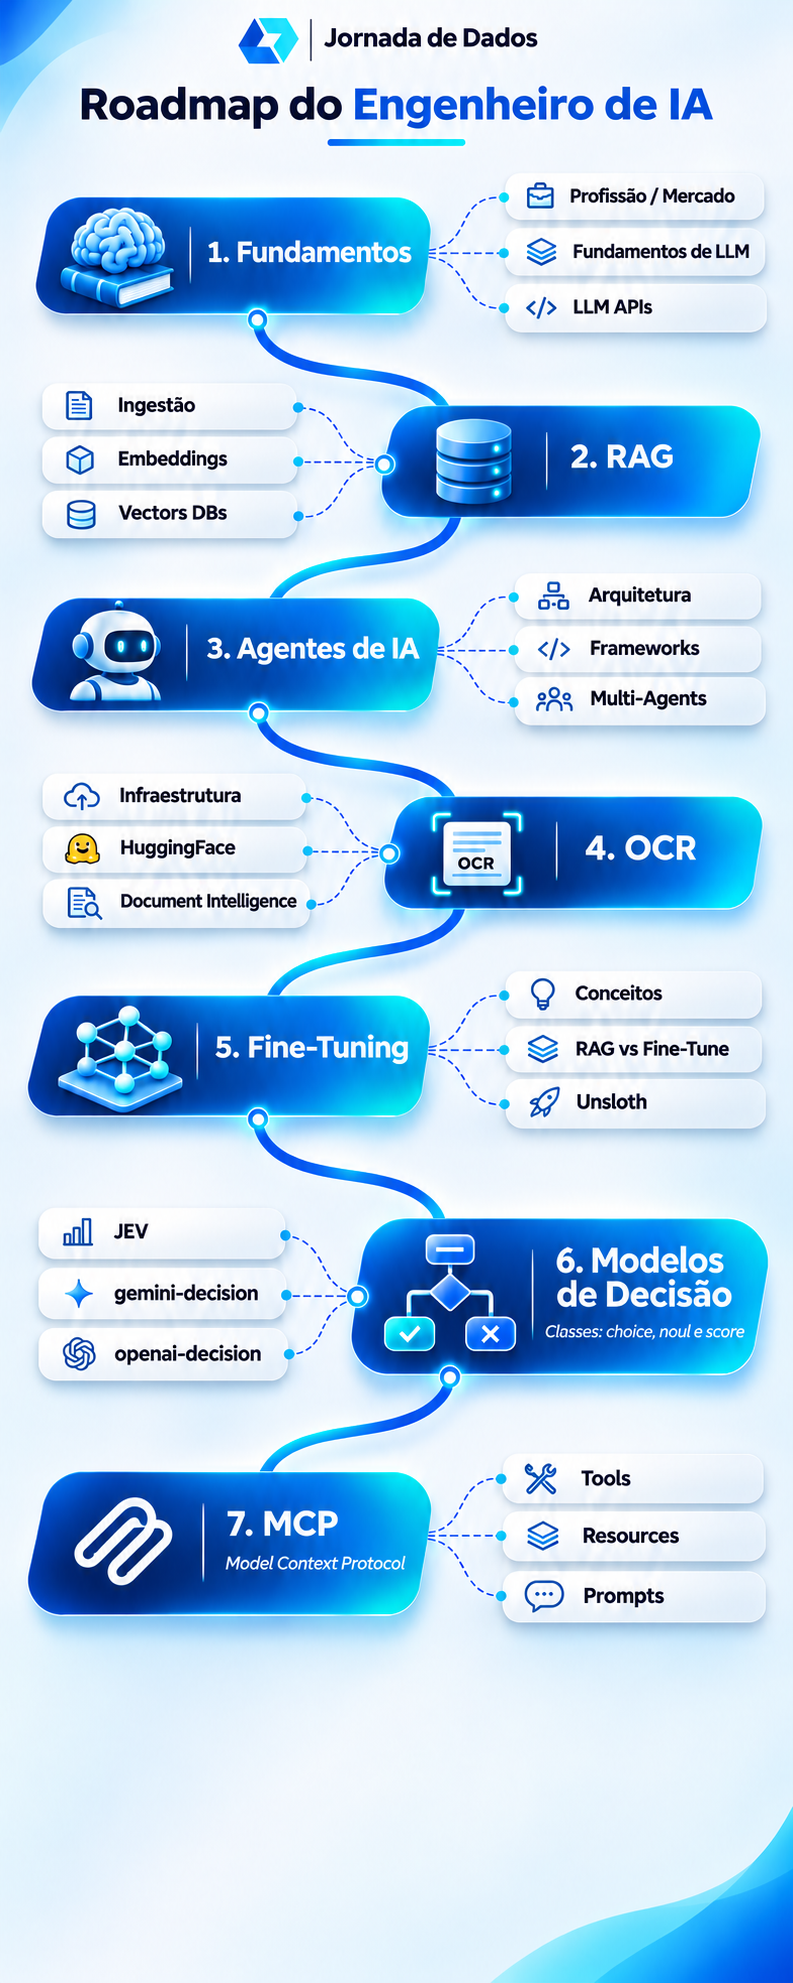 Jornada de Dados
Roadmap do Engenheiro de IA
1. Fundamentos
Profissão / Mercado
Fundamentos de LLM
</> LLM APIs
Ingestão
Embeddings
Vectors DBs
2. RAG
3. Agentes de IA
Arquitetura
</> Frameworks
Multi-Agents
Infraestrutura
HuggingFace
Document Intelligence
OCR
4. OCR
5. Fine-Tuning
Conceitos
RAG vs Fine-Tune
Unsloth
JEV
gemini-decision
openai-decision
6. Modelos
de Decisão
Classes: choice, noul e score
7. MCP
Model Context Protocol
Tools
Resources
Prompts